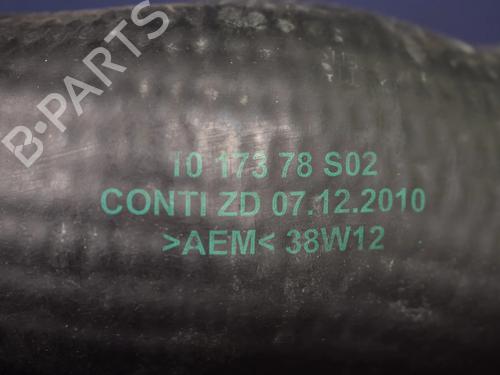 B-PARTS
10 173 78 S02
CONTI ZD 07.12.2010
>AEM< 38W12